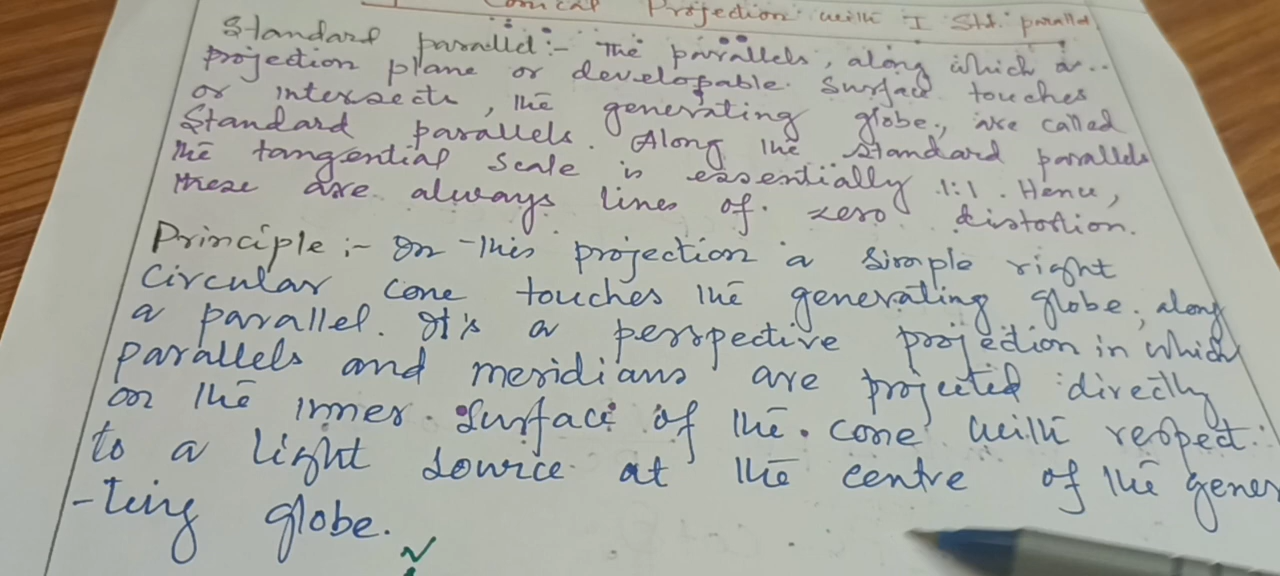 Conical Projection with I Std. parallel
Standard parallel:- The parallels, along which a..
projection plane or developable surface touches
or intersects, the generating globe, are called
Standard parallels. Along the standard parallels
the tangential scale is essentially 1:1. Hence,
these are always lines of zero distortion.
Principle:- On this projection a simple right
Circular cone touches the generating globe, along
a parallel. It's a perspective projection in which
parallels and meridians are projected directly
on the inner surface of the cone with respect
to a light source at the centre of the gener
-ting globe.